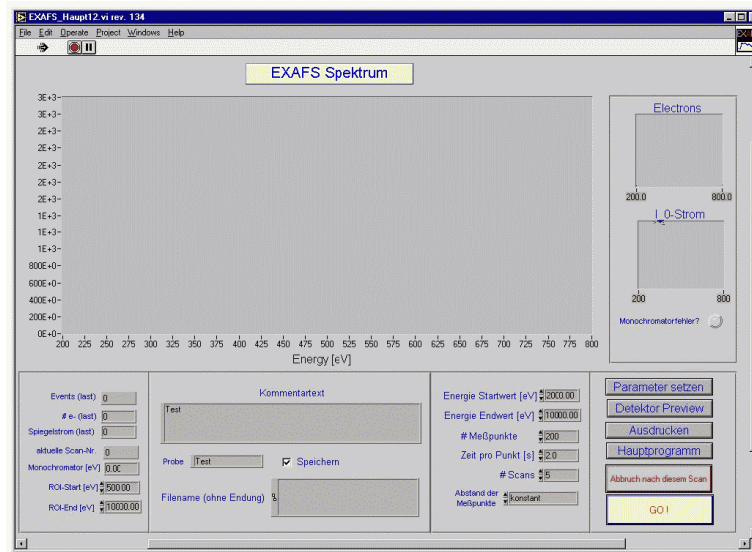 EXAFS_Haupt12.vi rev. 134
File Edit Operate Project Windows Help
EXAFS Spektrum
3E+3-
3E+3-
2E+3-
2E+3-
2E+3-
2E+3-
2E+3-
1E+3-
1E+3-
1E+3-
800E+0-
600E+0-
400E+0-
200E+0-
0E+0-
200 225 250 275 300 325 350 375 400 425 450 475 500 525 550 575 600 625 650 675 700 725 750 775 800
Energy [eV]
Electrons
200.0 800.0
I_0-Strom
200 800
Monochromatorfehler?
Events (last) 0
# e- (last) 0
Spiegelstrom (last) 0
aktuelle Scan-Nr. 0
Monochromator [eV] 0.00
ROI-Start [eV] 500.00
ROI-End [eV] 10000.00
Kommentartext
Test
Probe Test
Speichern
Filename (ohne Endung)
Energie Startwert [eV] 2000.00
Energie Endwert [eV] 10000.00
# Meßpunkte 200
Zeit pro Punkt [s] 2.0
# Scans 5
Abstand der
Meßpunkte konstant
Parameter setzen
Detektor Preview
Ausdrucken
Hauptprogramm
Abbruch nach diesem Scan
GO !